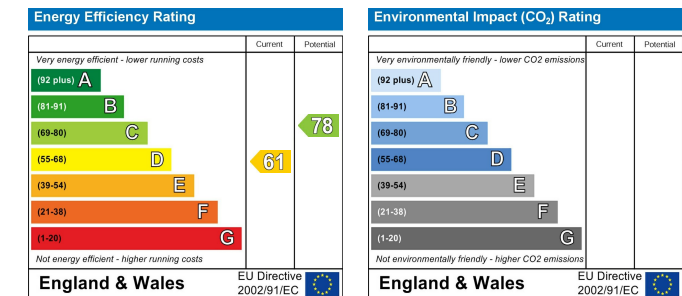 Energy Efficiency Rating
Current Potential
Very energy efficient - lower running costs
(92 plus) A
(81-91) B
(69-80) C
(55-68) D
(39-54) E
(21-38) F
(1-20) G
61
78
Not energy efficient - higher running costs
England & Wales
EU Directive
2002/91/EC
Environmental Impact (CO₂) Rating
Current Potential
Very environmentally friendly - lower CO2 emissions
(92 plus) A
(81-91) B
(69-80) C
(55-68) D
(39-54) E
(21-38) F
(1-20) G
Not environmentally friendly - higher CO2 emissions
England & Wales
EU Directive
2002/91/EC